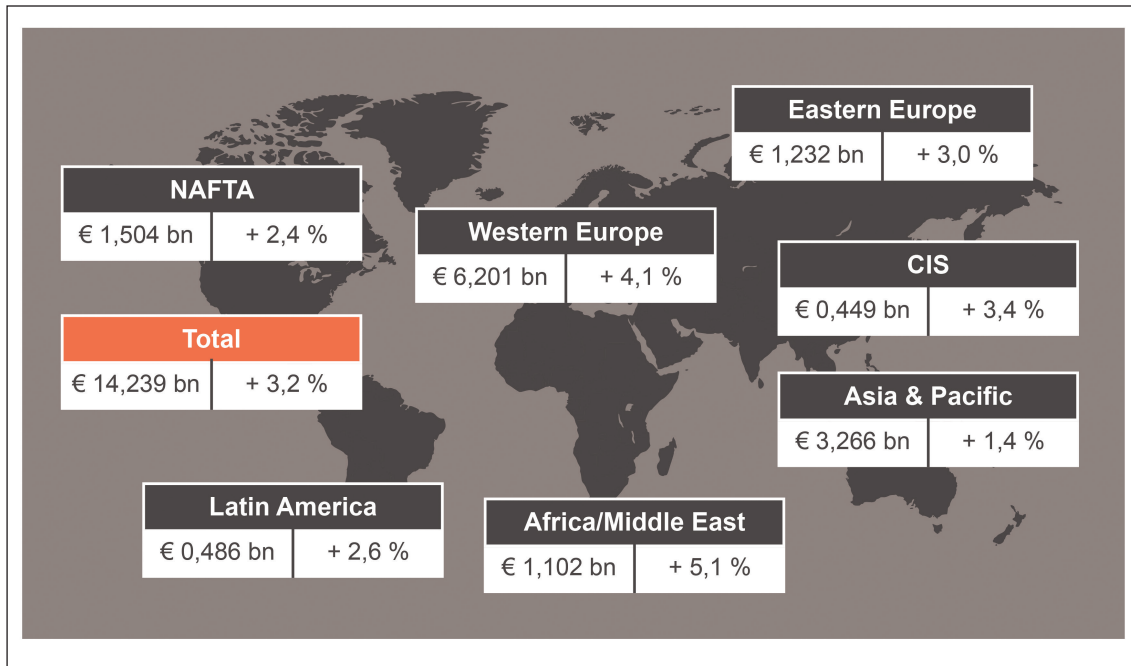 Eastern Europe
€ 1,232 bn + 3,0 %
NAFTA
€ 1,504 bn + 2,4 %
Western Europe
€ 6,201 bn + 4,1 %
CIS
€ 0,449 bn + 3,4 %
Total
€ 14,239 bn + 3,2 %
Asia & Pacific
€ 3,266 bn + 1,4 %
Latin America
€ 0,486 bn + 2,6 %
Africa/Middle East
€ 1,102 bn + 5,1 %